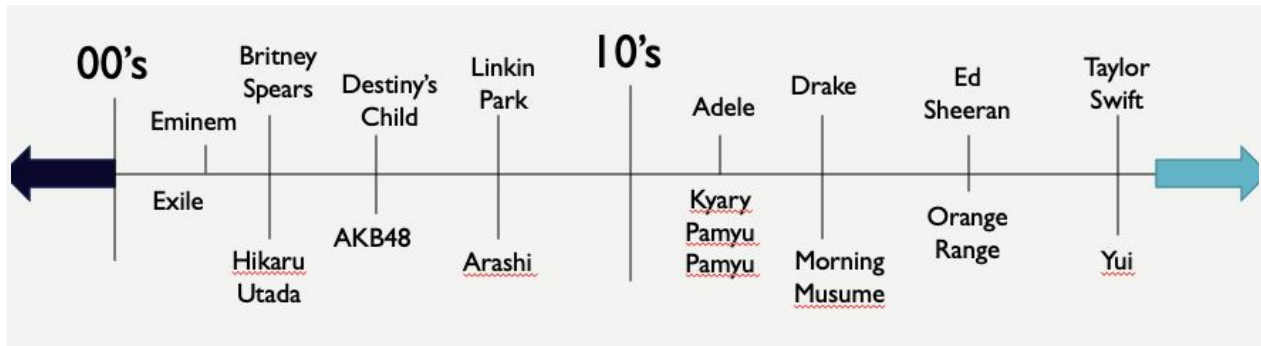 00's
Eminem
Britney
Spears
Destiny's
Child
Linkin
Park
10's
Adele
Drake
Ed
Sheeran
Taylor
Swift
Exile
Hikaru
Utada
AKB48
Arashi
Kyary
Pamyu
Pamyu
Morning
Musume
Orange
Range
Yui